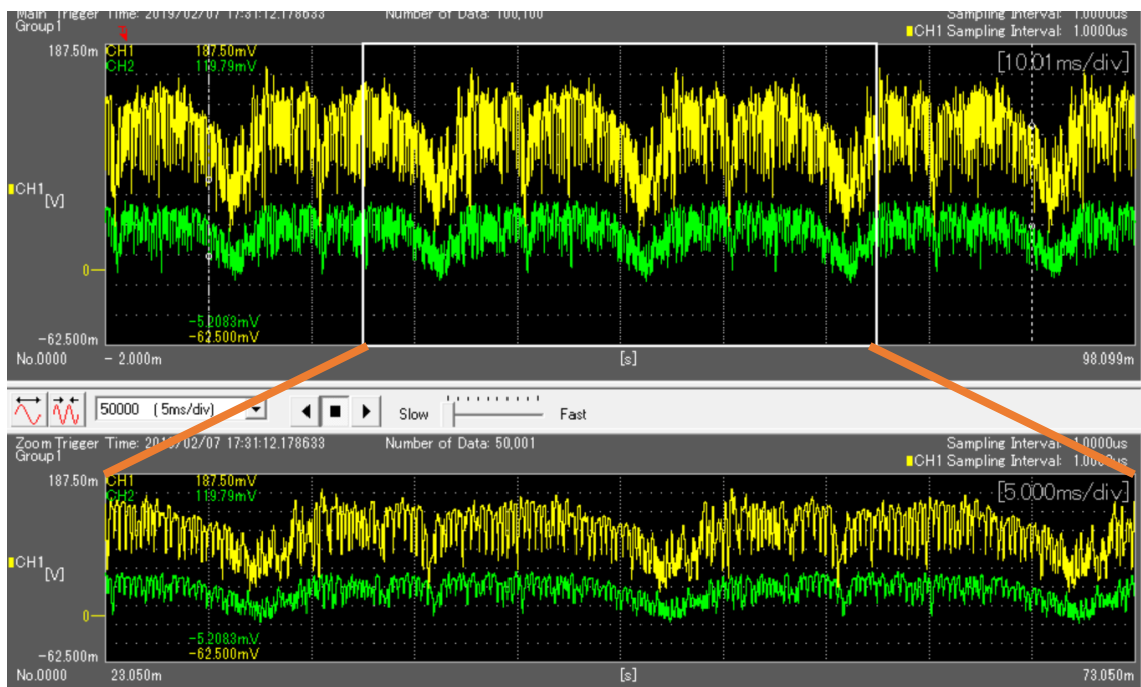 Main Trigger Time: 2019/02/07 17:31:12.178633 Number of Data: 100,100 Sampling Interval: 1.0000us
Group1 CH1 Sampling Interval: 1.0000us
187.50m CH1 187.50mV [10.01ms/div]
CH2 119.79mV
CH1
[V]
0
-5.2083mV
-62.500m -62.500mV
No.0000 - 2.000m [s] 98.099m
50000 (5ms/div) Slow Fast
Zoom Trigger Time: 2019/02/07 17:31:12.178633 Number of Data: 50,001 Sampling Interval: 1.0000us
Group1 CH1 Sampling Interval: 1.0000us
187.50m CH1 187.50mV [5.000ms/div]
CH2 119.79mV
CH1
[V]
0
-5.2083mV
-62.500m -62.500mV
No.0000 23.050m [s] 73.050m